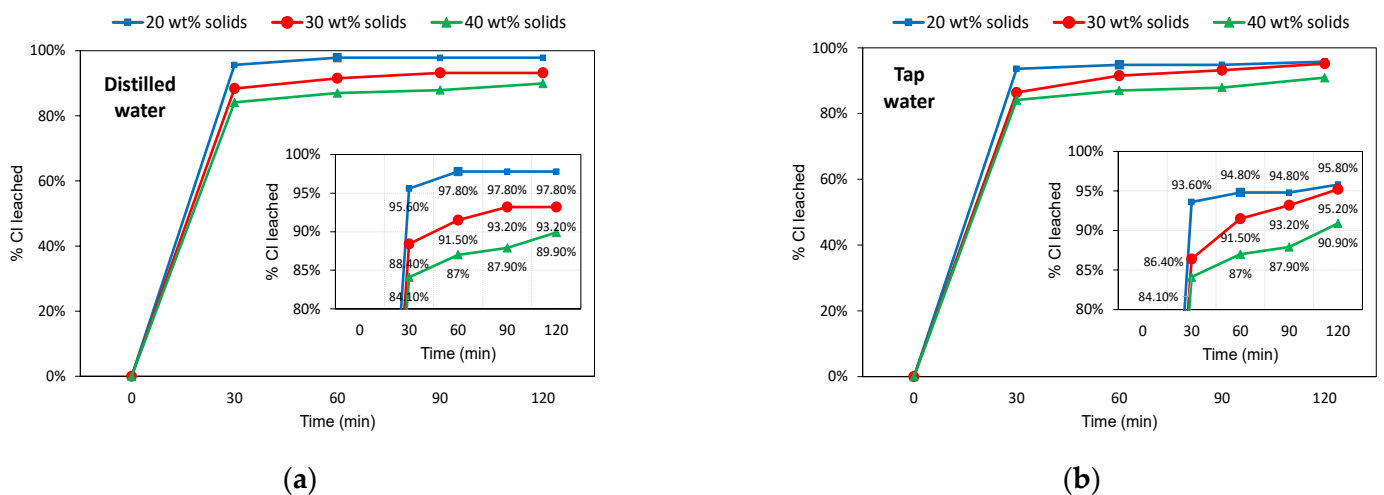 20 wt% solids 30 wt% solids 40 wt% solids
100%
80%
60%
40%
20%
0%
% Cl leached
Distilled
water
0 30 60 90 120
Time (min)
100%
95%
90%
85%
80%
% Cl leached
97.80% 97.80% 97.80%
95.60%
93.20% 93.20%
91.50%
89.90%
88.40%
87% 87.90%
84.10%
0 30 60 90 120
Time (min)
(a)
20 wt% solids 30 wt% solids 40 wt% solids
100%
80%
60%
40%
20%
0%
% Cl leached
Tap
water
0 30 60 90 120
Time (min)
100%
95%
90%
85%
80%
% Cl leached
93.60% 94.80% 94.80% 95.80%
95.20%
91.50% 93.20%
90.90%
86.40%
87% 87.90%
84.10%
0 30 60 90 120
Time (min)
(b)